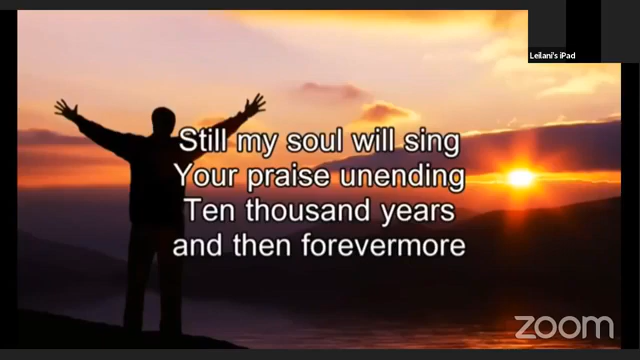 Leilani's iPad
Still my soul will sing
Your praise unending
Ten thousand years
and then forevermore
zoom